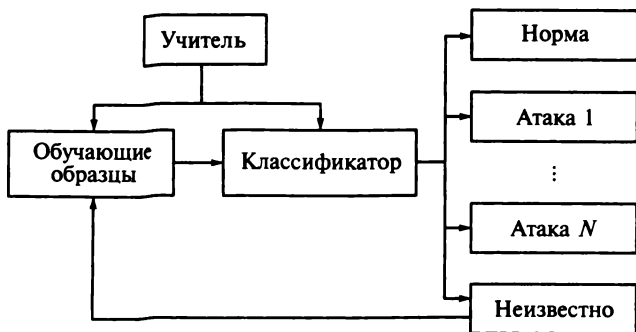 Учитель
Обучающие
образцы
Классификатор
Норма
Атака 1
⋮
Атака N
Неизвестно